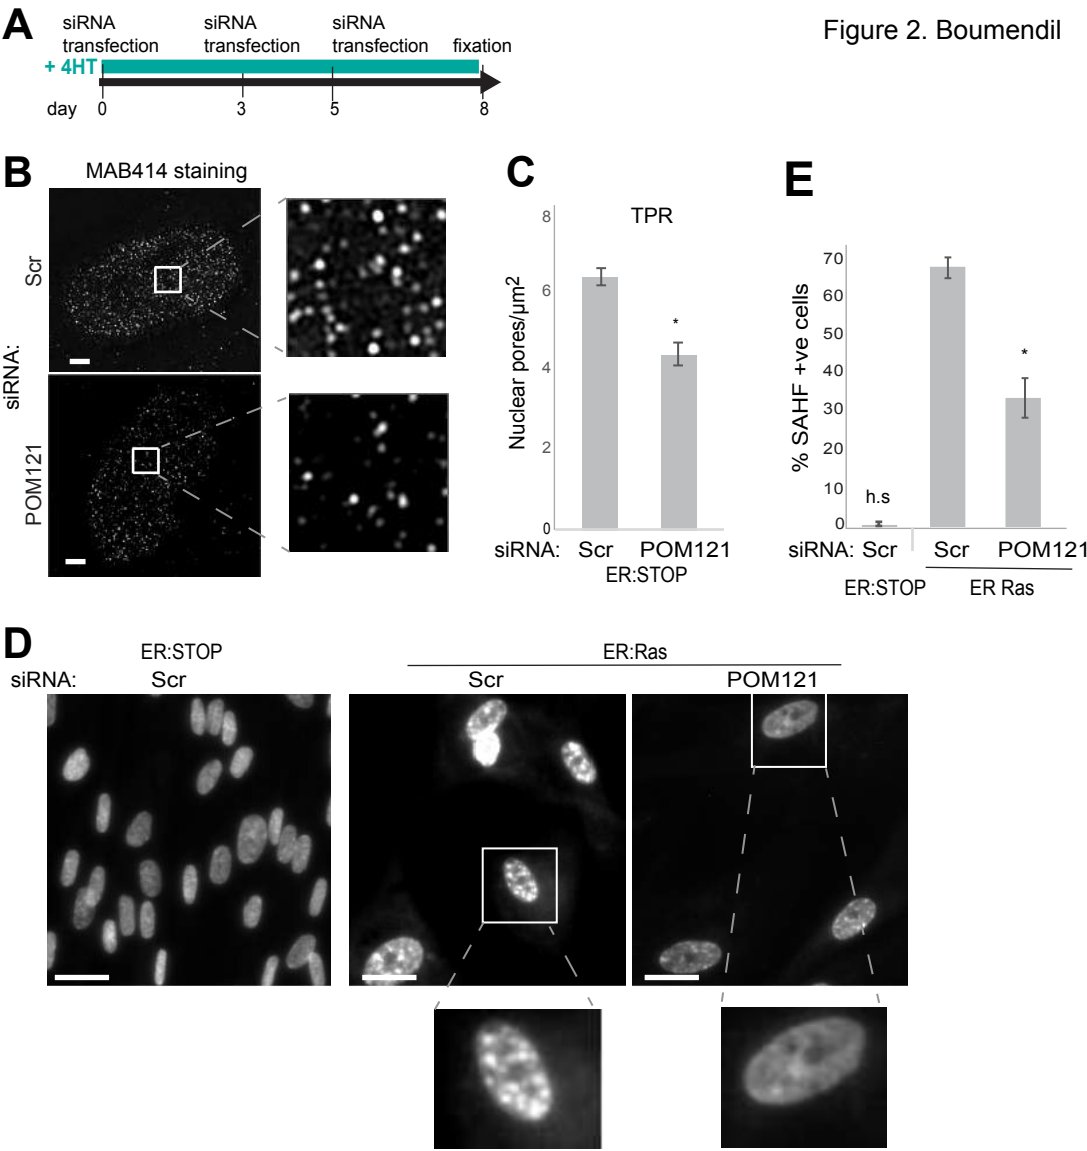 A
siRNA transfection
siRNA transfection
siRNA transfection
fixation
Figure 2. Boumendil
+ 4HT
day 0 3 5 8
B
MAB414 staining
siRNA:
Scr
POM121
C
TPR
Nuclear pores/µm2
8
6
4
2
0
siRNA: Scr POM121
ER:STOP
E
% SAHF +ve cells
70
60
50
40
30
20
10
0
h.s
*
*
siRNA: Scr Scr POM121
ER:STOP ER Ras
D
ER:STOP ER:Ras
siRNA: Scr Scr POM121